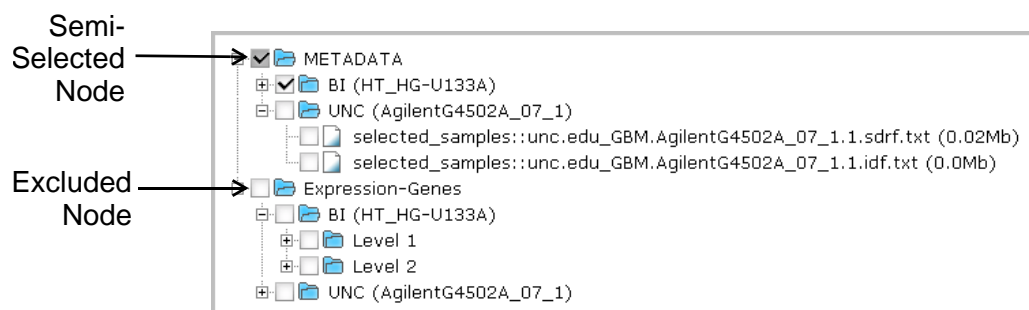 Semi-
Selected
Node
METADATA
BI (HT_HG-U133A)
UNC (AgilentG4502A_07_1)
selected_samples::unc.edu_GBM.AgilentG4502A_07_1.1.sdrf.txt (0.02Mb)
selected_samples::unc.edu_GBM.AgilentG4502A_07_1.1.idf.txt (0.0Mb)
Excluded
Node
Expression-Genes
BI (HT_HG-U133A)
Level 1
Level 2
UNC (AgilentG4502A_07_1)